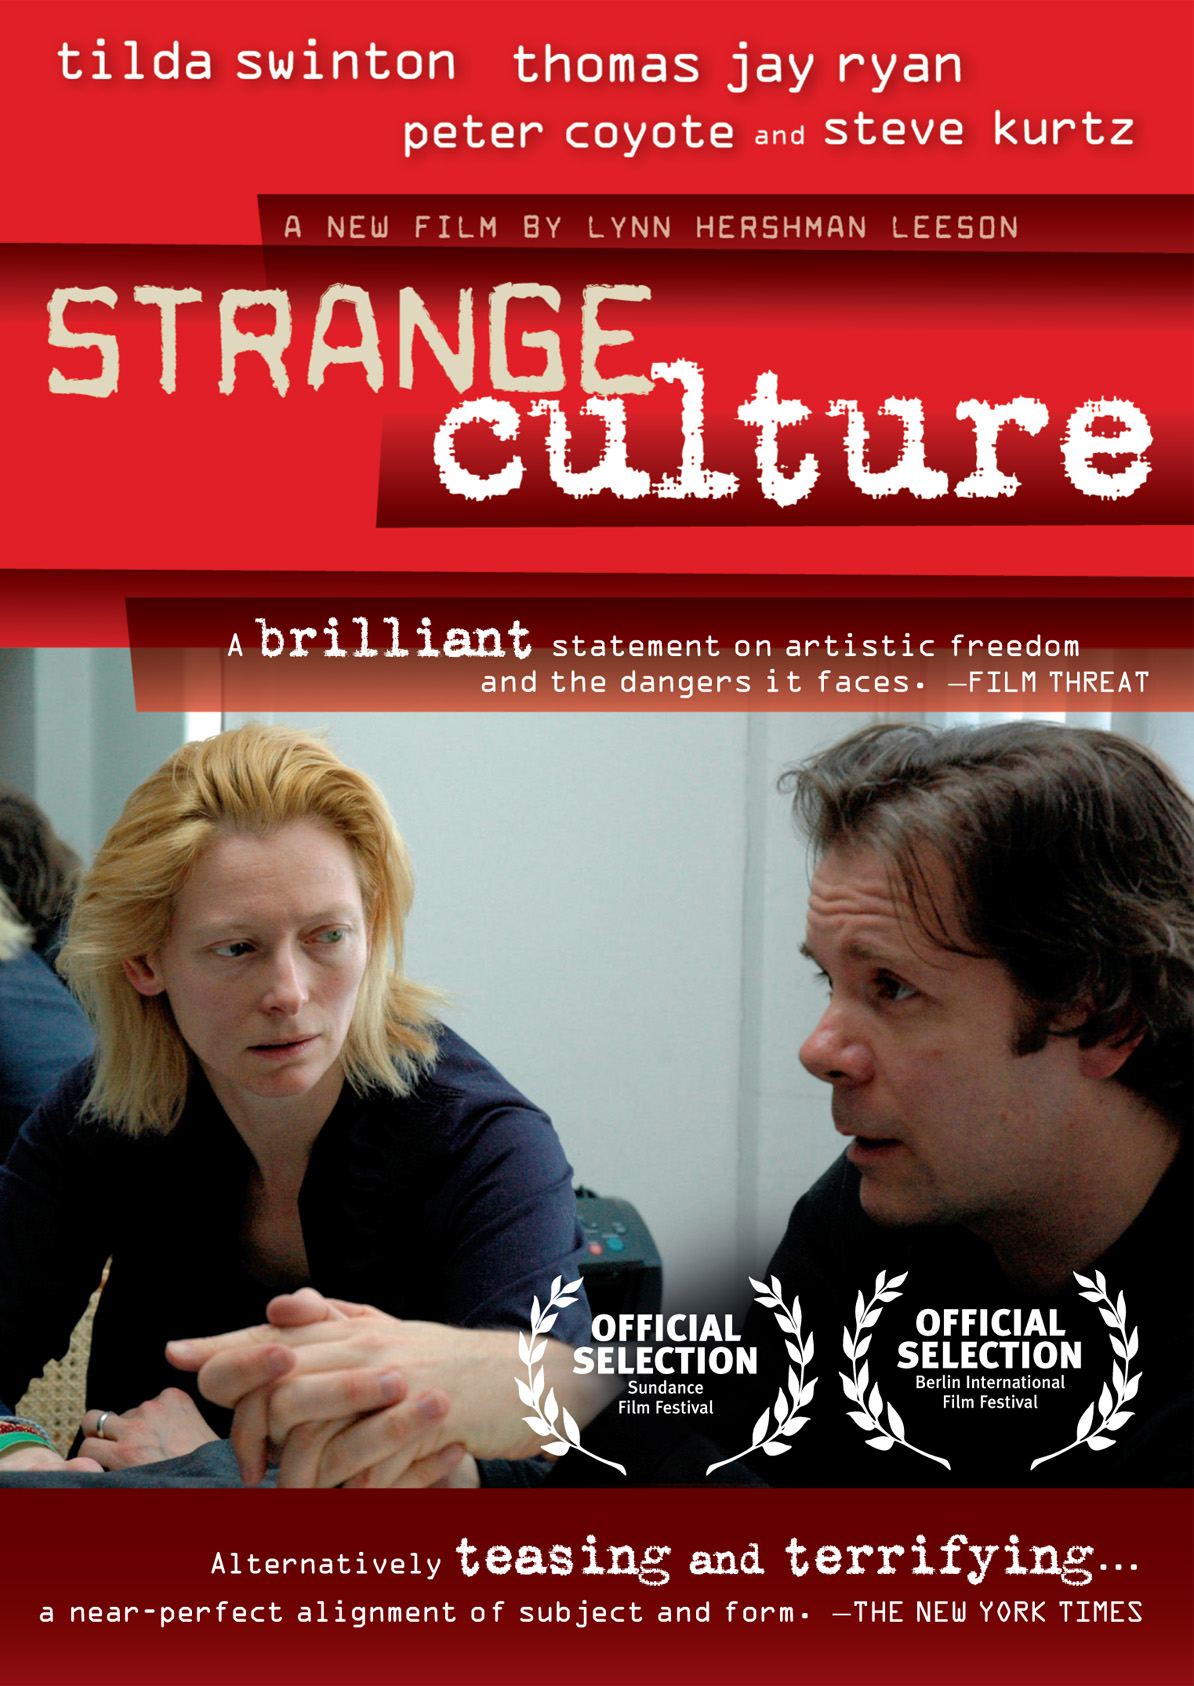 tilda swinton thomas jay ryan
peter coyote and steve kurtz
A NEW FILM BY LYNN HERSHMAN LEESON
STRANGE
culture
A brilliant statement on artistic freedom
and the dangers it faces. —FILM THREAT
OFFICIAL
SELECTION
Sundance
Film Festival
OFFICIAL
SELECTION
Berlin International
Film Festival
Alternatively teasing and terrifying...
a near-perfect alignment of subject and form. —THE NEW YORK TIMES